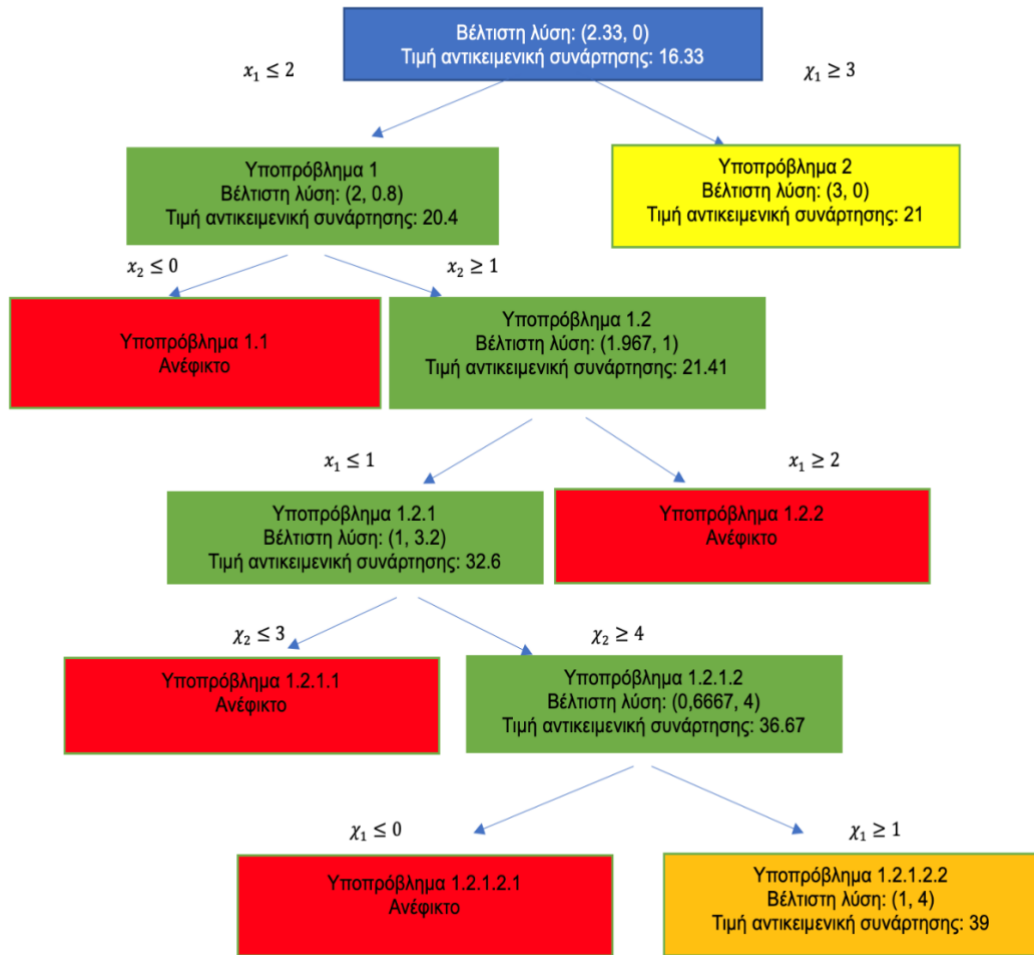 Βέλτιστη λύση: (2.33, 0)
Τιμή αντικειμενική συνάρτησης: 16.33
x₁ ≤ 2
χ₁ ≥ 3
Υποπρόβλημα 1
Βέλτιστη λύση: (2, 0.8)
Τιμή αντικειμενική συνάρτησης: 20.4
Υποπρόβλημα 2
Βέλτιστη λύση: (3, 0)
Τιμή αντικειμενική συνάρτησης: 21
x₂ ≤ 0
x₂ ≥ 1
Υποπρόβλημα 1.1
Ανέφικτο
Υποπρόβλημα 1.2
Βέλτιστη λύση: (1.967, 1)
Τιμή αντικειμενική συνάρτησης: 21.41
x₁ ≤ 1
x₁ ≥ 2
Υποπρόβλημα 1.2.1
Βέλτιστη λύση: (1, 3.2)
Τιμή αντικειμενική συνάρτησης: 32.6
Υποπρόβλημα 1.2.2
Ανέφικτο
χ₂ ≤ 3
χ₂ ≥ 4
Υποπρόβλημα 1.2.1.1
Ανέφικτο
Υποπρόβλημα 1.2.1.2
Βέλτιστη λύση: (0,6667, 4)
Τιμή αντικειμενική συνάρτησης: 36.67
χ₁ ≤ 0
χ₁ ≥ 1
Υποπρόβλημα 1.2.1.2.1
Ανέφικτο
Υποπρόβλημα 1.2.1.2.2
Βέλτιστη λύση: (1, 4)
Τιμή αντικειμενική συνάρτησης: 39